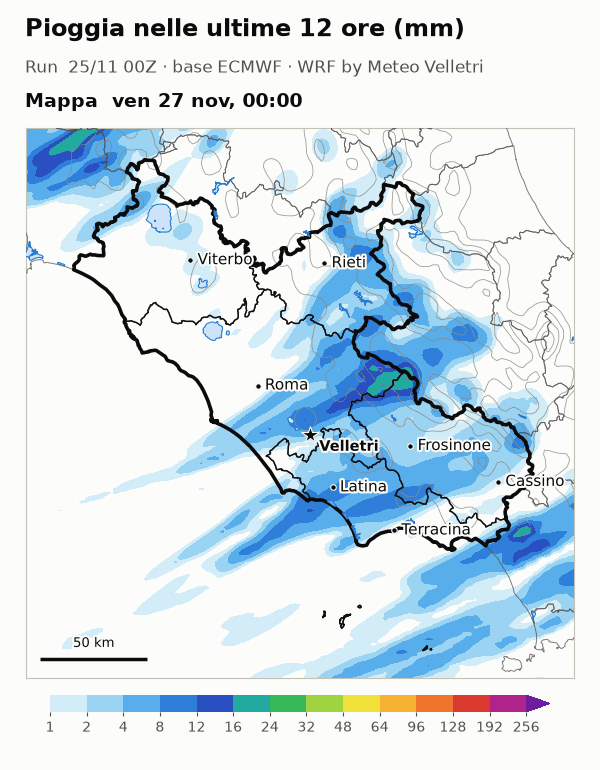 Pioggia nelle ultime 12 ore (mm)
Run  25/11 00Z · base ECMWF · WRF by Meteo Velletri
Mappa  ven 27 nov, 00:00
Viterbo
Rieti
Roma
Velletri
Frosinone
Cassino
Latina
Terracina
50 km
1 2 4 8 12 16 24 32 48 64 96 128 192 256